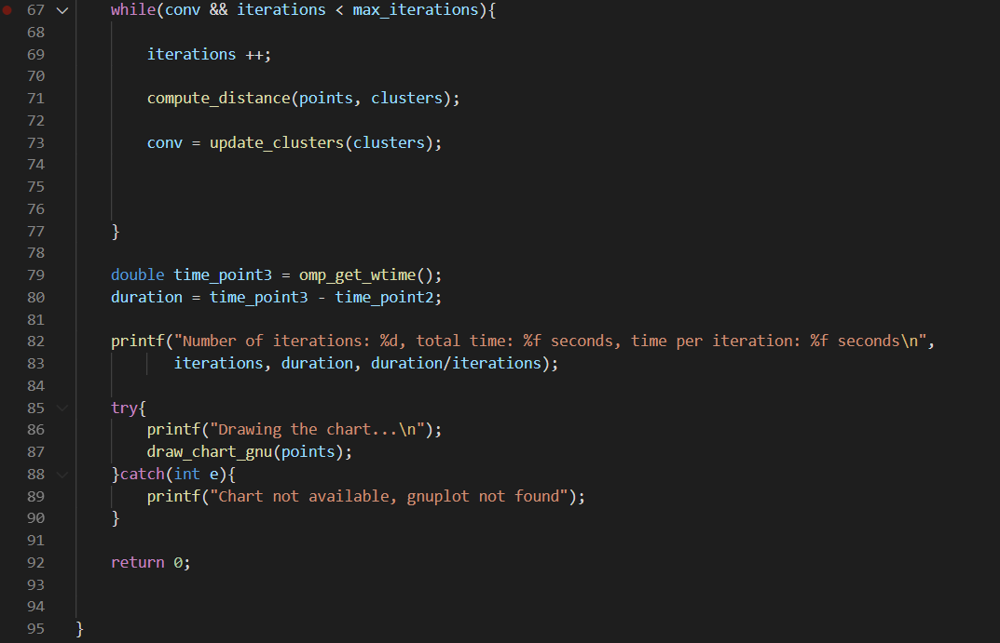 67 while(conv && iterations < max_iterations){
68
69 iterations ++;
70
71 compute_distance(points, clusters);
72
73 conv = update_clusters(clusters);
74
75
76
77 }
78
79 double time_point3 = omp_get_wtime();
80 duration = time_point3 - time_point2;
81
82 printf("Number of iterations: %d, total time: %f seconds, time per iteration: %f seconds\n",
83 iterations, duration, duration/iterations);
84
85 try{
86 printf("Drawing the chart...\n");
87 draw_chart_gnu(points);
88 }catch(int e){
89 printf("Chart not available, gnuplot not found");
90 }
91
92 return 0;
93
94
95 }